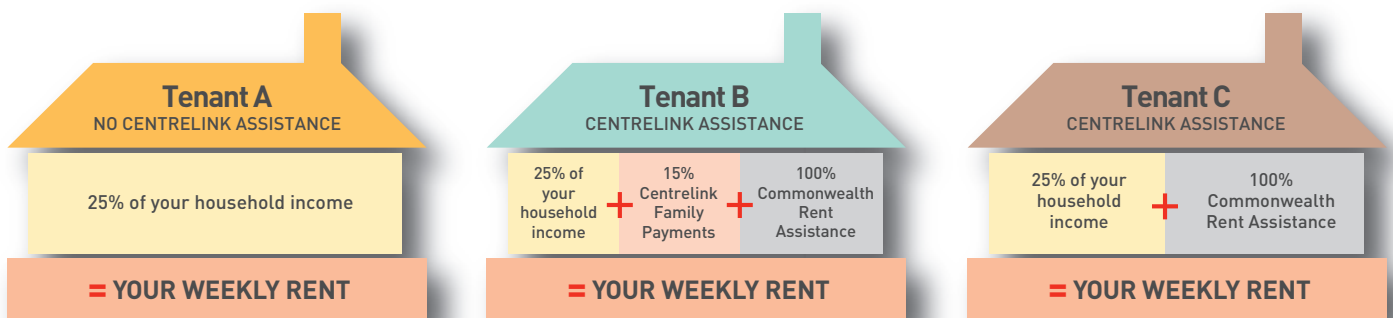 Tenant A
NO CENTRELINK ASSISTANCE
25% of your household income
= YOUR WEEKLY RENT
Tenant B
CENTRELINK ASSISTANCE
25% of
your
household
income
+
15%
Centrelink
Family
Payments
+
100%
Commonwealth
Rent
Assistance
= YOUR WEEKLY RENT
Tenant C
CENTRELINK ASSISTANCE
25% of your
household
income
+
100%
Commonwealth
Rent Assistance
= YOUR WEEKLY RENT